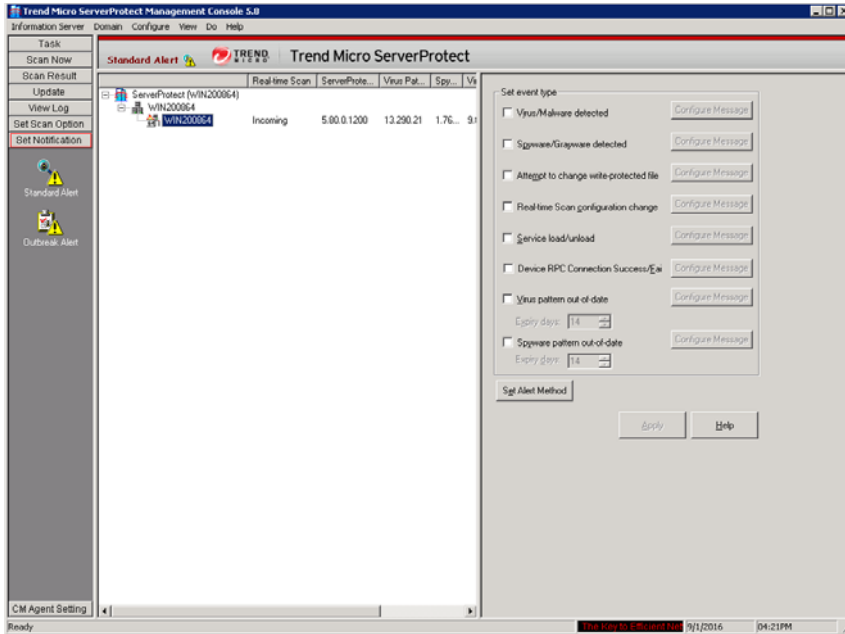 Trend Micro ServerProtect Management Console 5.8
Information Server Domain Configure View Do Help
Task
Scan Now
Scan Result
Update
View Log
Set Scan Option
Set Notification
Standard Alert
Outbreak Alert
CM Agent Setting
Standard Alert
TREND MICRO
Trend Micro ServerProtect
Real-time Scan ServerProte... Virus Pat... Spy... Vi
ServerProtect (WIN200864)
WIN200864
WIN200864 Incoming 5.80.0.1200 13.290.21 1.76... 9.
Set event type
Virus/Malware detected Configure Message
Spyware/Grayware detected Configure Message
Attempt to change write-protected file Configure Message
Real-time Scan configuration change Configure Message
Service load/unload Configure Message
Device RPC Connection Success/Fai Configure Message
Virus pattern out-of-date Configure Message
Expiry days: 14
Spyware pattern out-of-date Configure Message
Expiry days: 14
Set Alert Method
Apply Help
Ready The Key to Efficient Net 9/1/2016 04:21PM